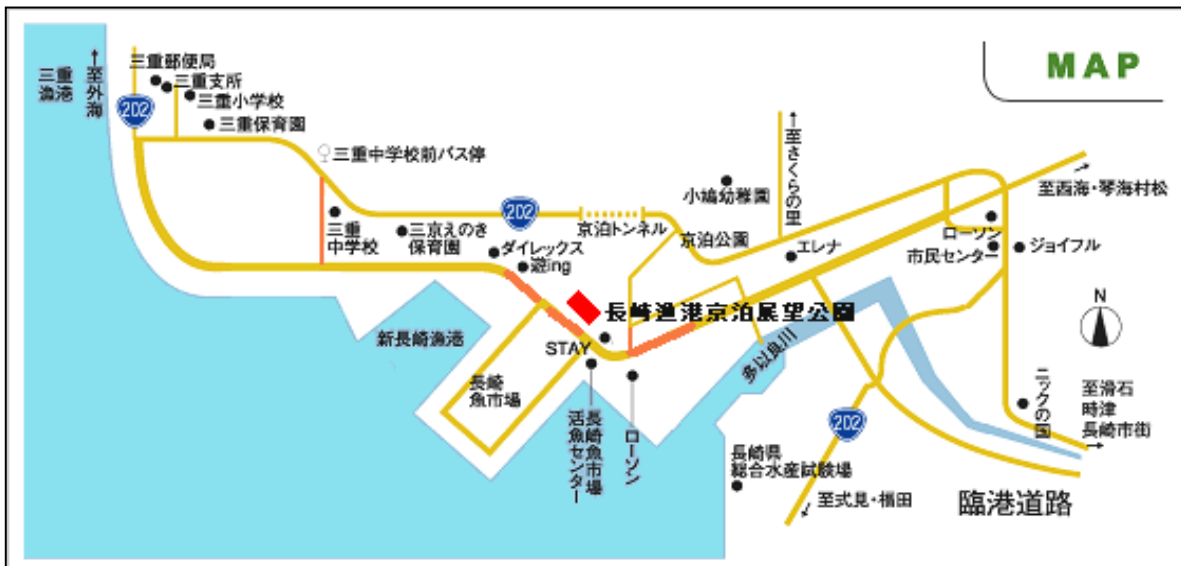 MAP
三重漁港
↑至外海
三重郵便局
三重支所
三重小学校
三重保育園
202
三重中学校前バス停
三重
中学校
三京えのき
保育園
202
京泊トンネル
小鳩幼稚園
↑至さくらの里
京泊公園
エレナ
至西海・琴海村松
ローソン
市民センター
ジョイフル
ダイレックス
遊ing
長崎漁港京泊展望公園
新長崎漁港
STAY
長崎
魚市場
長崎魚市場
活魚センター
ローソン
多以良川
N
ニックの国
至滑石
時津
長崎市街
202
長崎県
総合水産試験場
至式見・福田
臨港道路